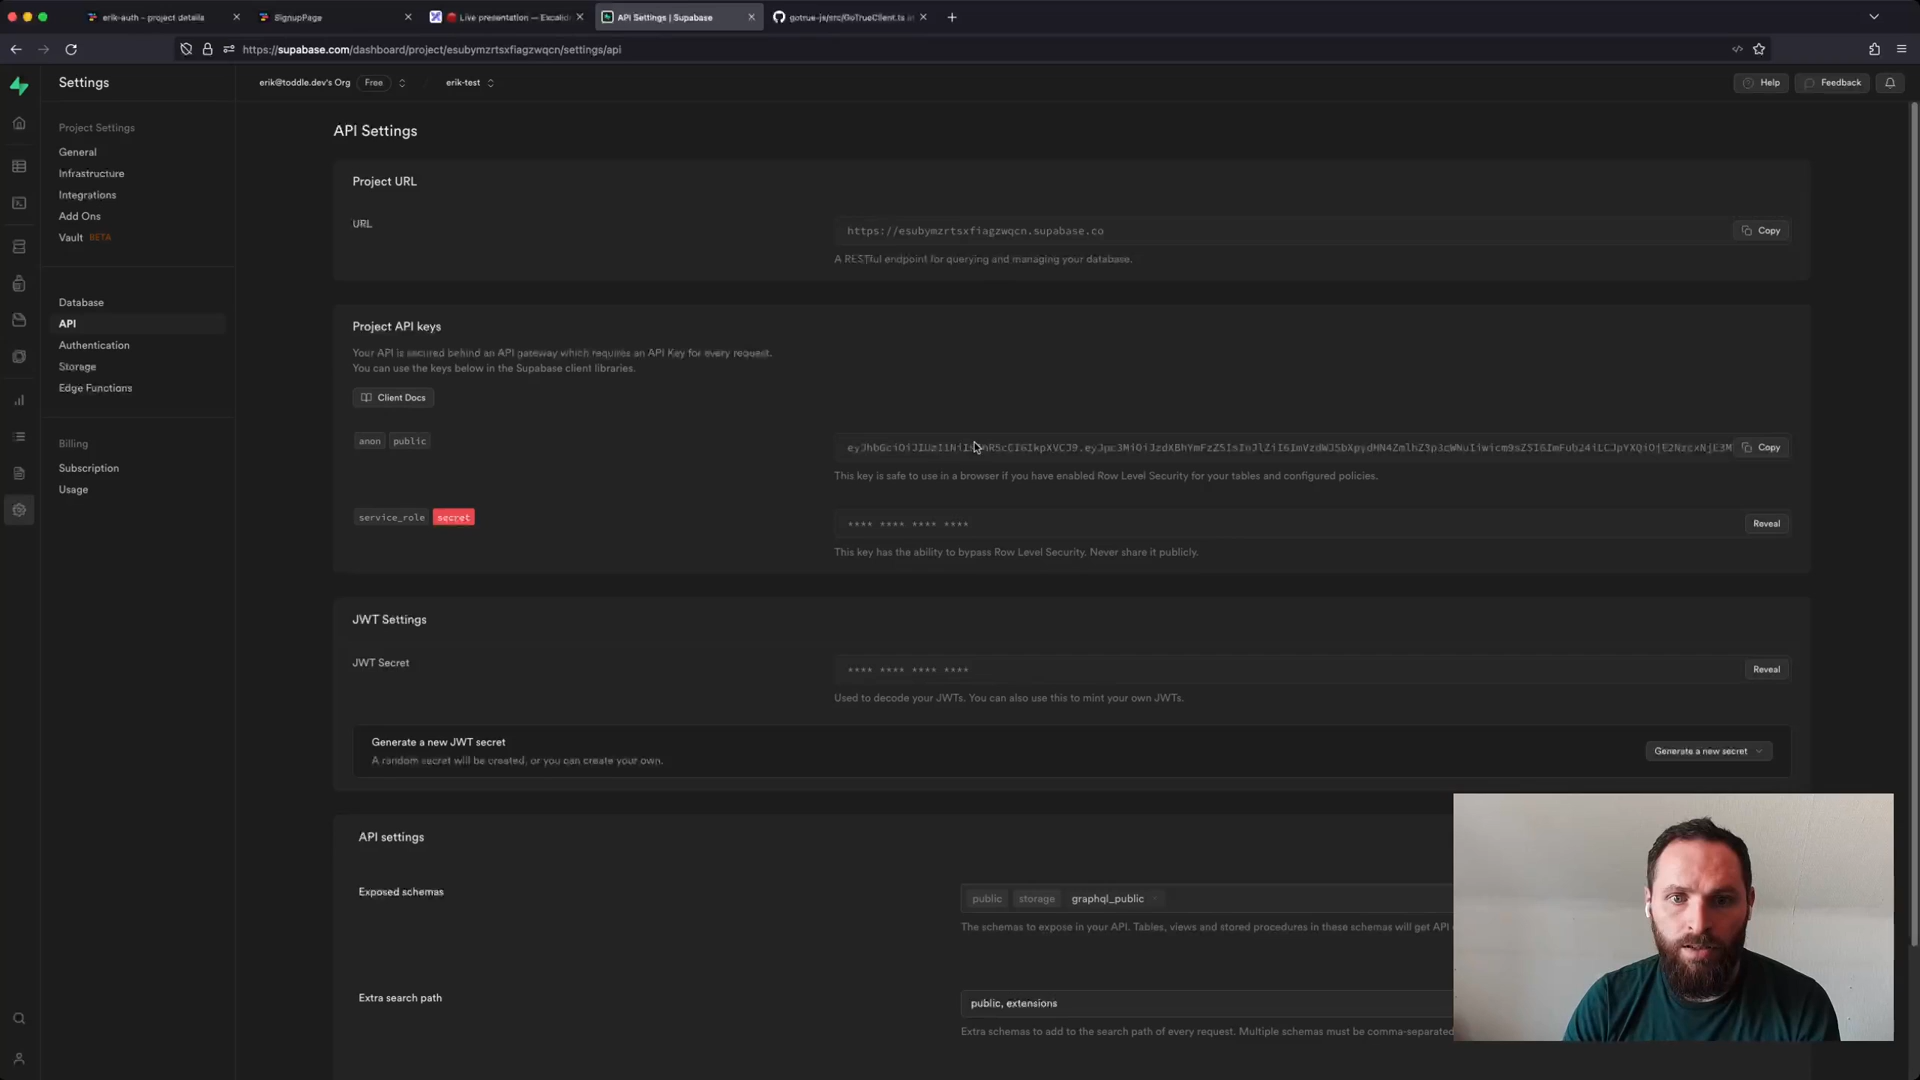 erik-auth - project details
SignupPage
Live presentation — Excalid
API Settings | Supabase
gotrue-js/src/GoTrueClient.ts at
https://supabase.com/dashboard/project/esubymzrtsxfiagzwqcn/settings/api
Settings
erik@toddle.dev's Org Free
erik-test
Help
Feedback
Project Settings
General
Infrastructure
Integrations
Add Ons
Vault BETA
Database
API
Authentication
Storage
Edge Functions
Billing
Subscription
Usage
API Settings
Project URL
URL
https://esubymzrtsxfiagzwqcn.supabase.co
Copy
A RESTful endpoint for querying and managing your database.
Project API keys
Your API is secured behind an API gateway which requires an API Key for every request.
You can use the keys below in the Supabase client libraries.
Client Docs
anon public
Copy
This key is safe to use in a browser if you have enabled Row Level Security for your tables and configured policies.
service_role secret
**** **** **** ****
Reveal
This key has the ability to bypass Row Level Security. Never share it publicly.
JWT Settings
JWT Secret
**** **** **** ****
Reveal
Used to decode your JWTs. You can also use this to mint your own JWTs.
Generate a new JWT secret
A random secret will be created, or you can create your own.
Generate a new secret
API settings
Exposed schemas
public storage graphql_public
The schemas to expose in your API. Tables, views and stored procedures in these schemas will get API
Extra search path
public, extensions
Extra schemas to add to the search path of every request. Multiple schemas must be comma-separated